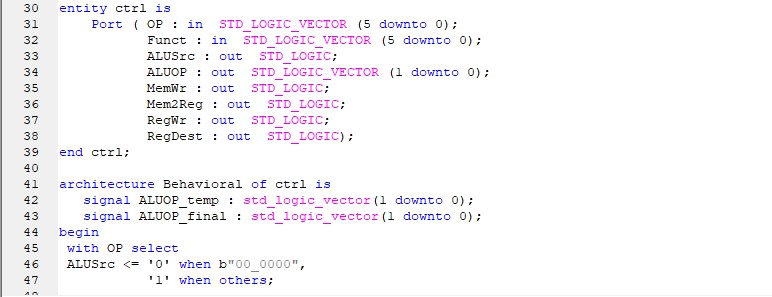 30 entity ctrl is
31     Port ( OP : in  STD_LOGIC_VECTOR (5 downto 0);
32            Funct : in  STD_LOGIC_VECTOR (5 downto 0);
33            ALUSrc : out  STD_LOGIC;
34            ALUOP : out  STD_LOGIC_VECTOR (1 downto 0);
35            MemWr : out  STD_LOGIC;
36            Mem2Reg : out  STD_LOGIC;
37            RegWr : out  STD_LOGIC;
38            RegDest : out  STD_LOGIC);
39 end ctrl;
40
41 architecture Behavioral of ctrl is
42    signal ALUOP_temp : std_logic_vector(1 downto 0);
43    signal ALUOP_final : std_logic_vector(1 downto 0);
44 begin
45  with OP select
46  ALUSrc <= '0' when b"00_0000",
47            '1' when others;